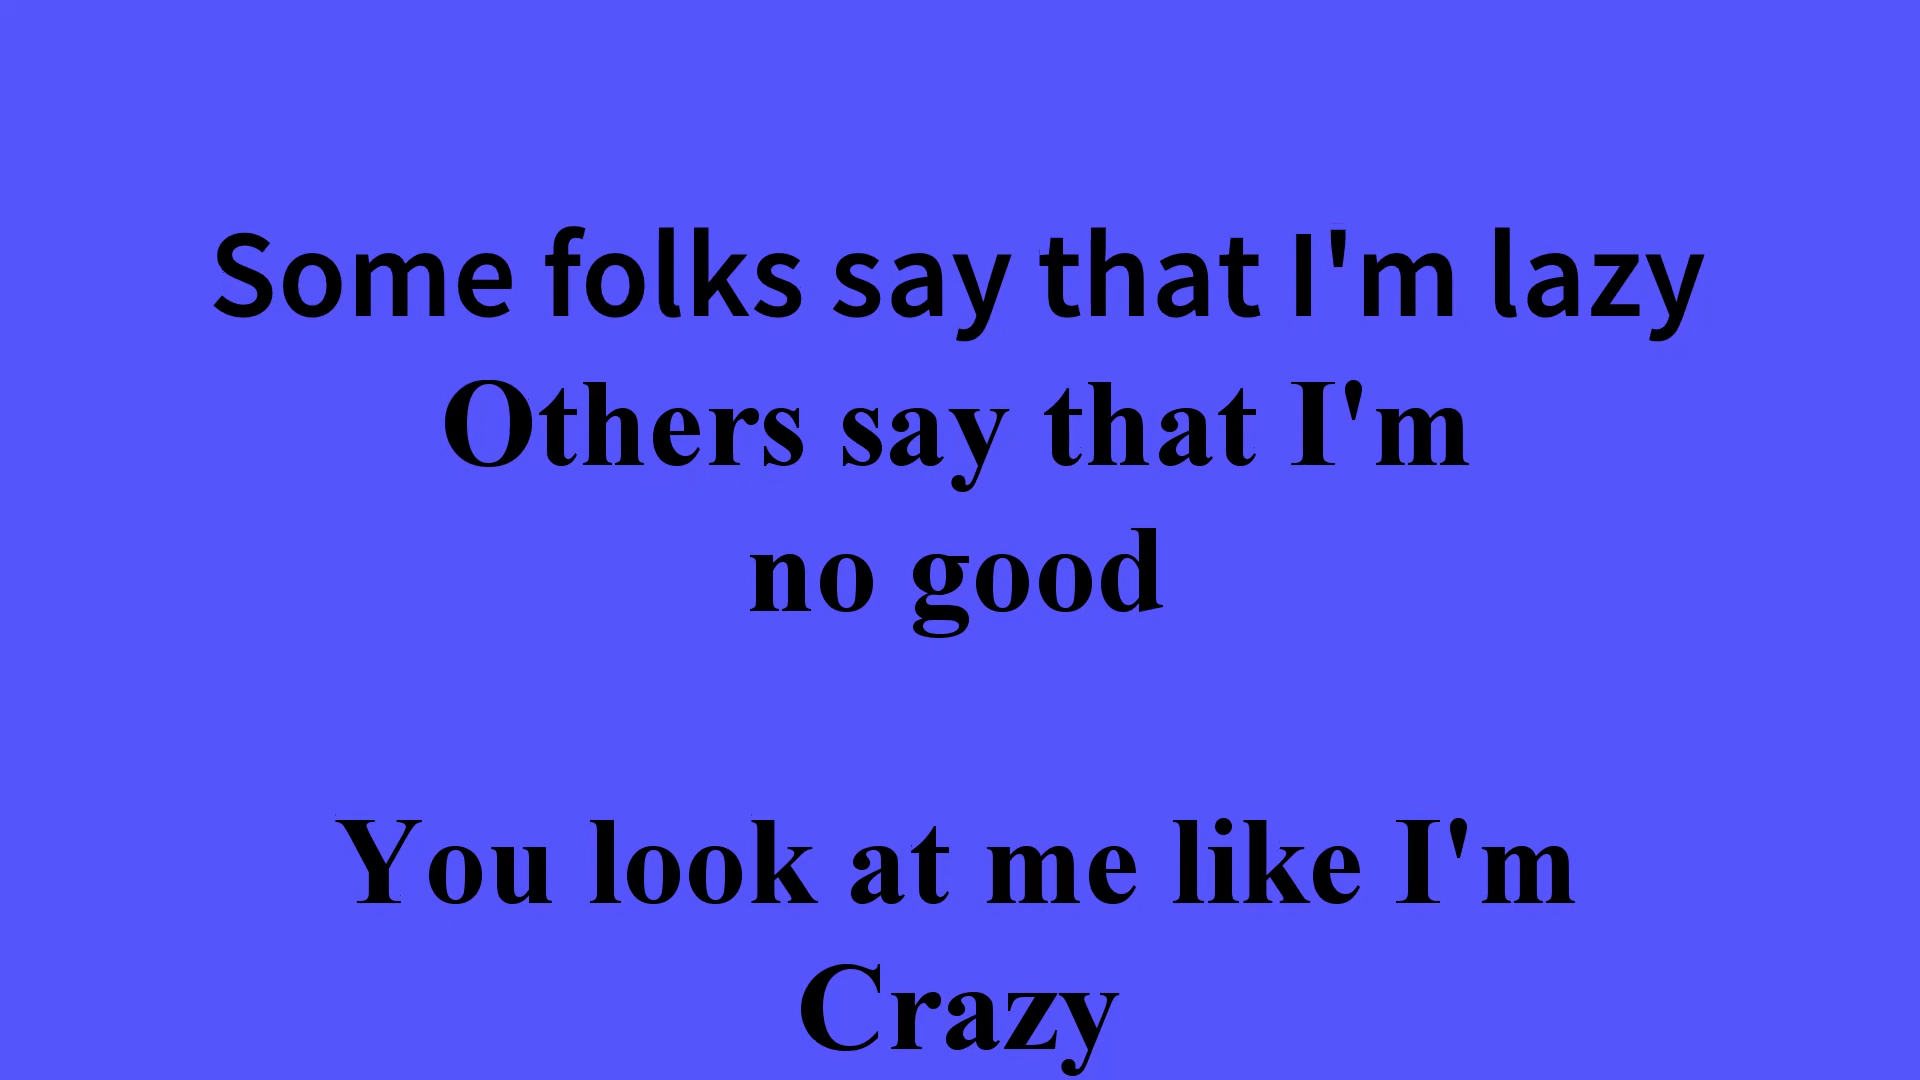 Some folks say that I'm lazy
Others say that I'm
no good
You look at me like I'm
Crazy